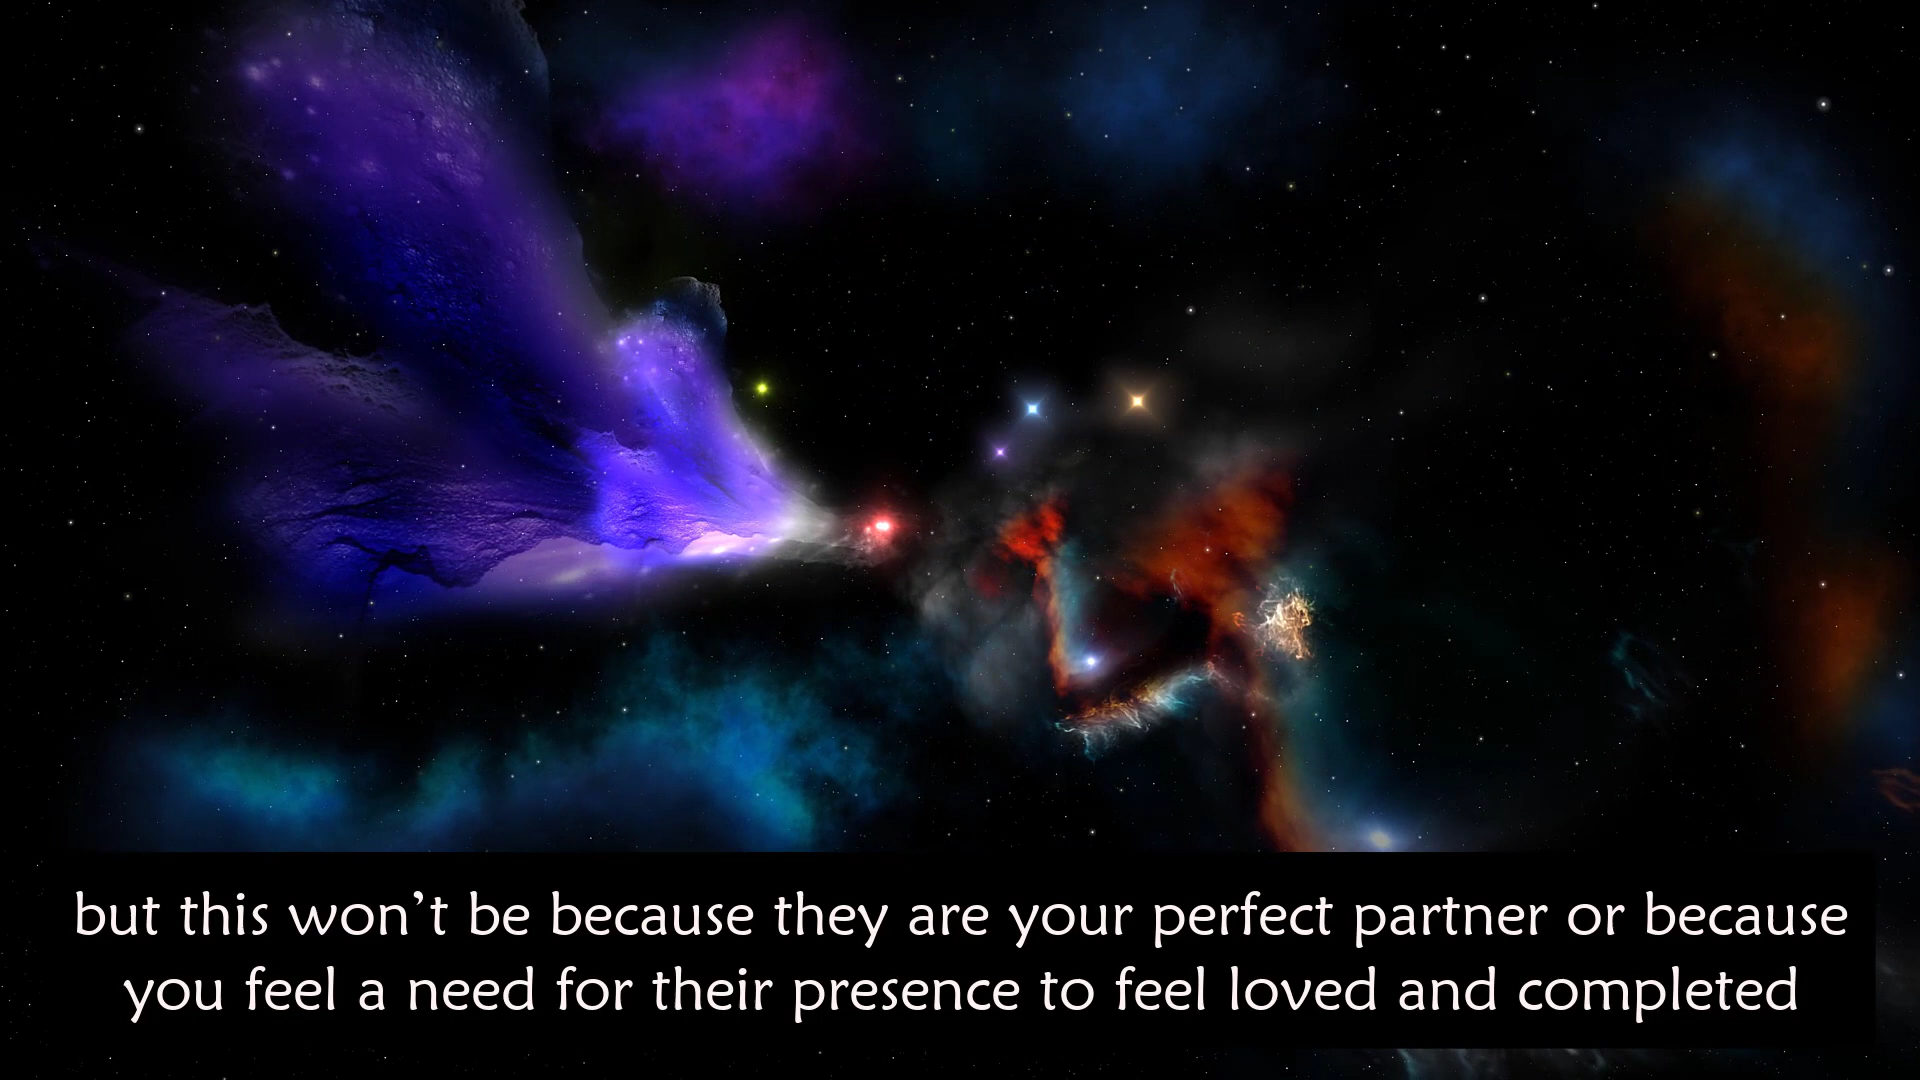 but this won’t be because they are your perfect partner or because
you feel a need for their presence to feel loved and completed